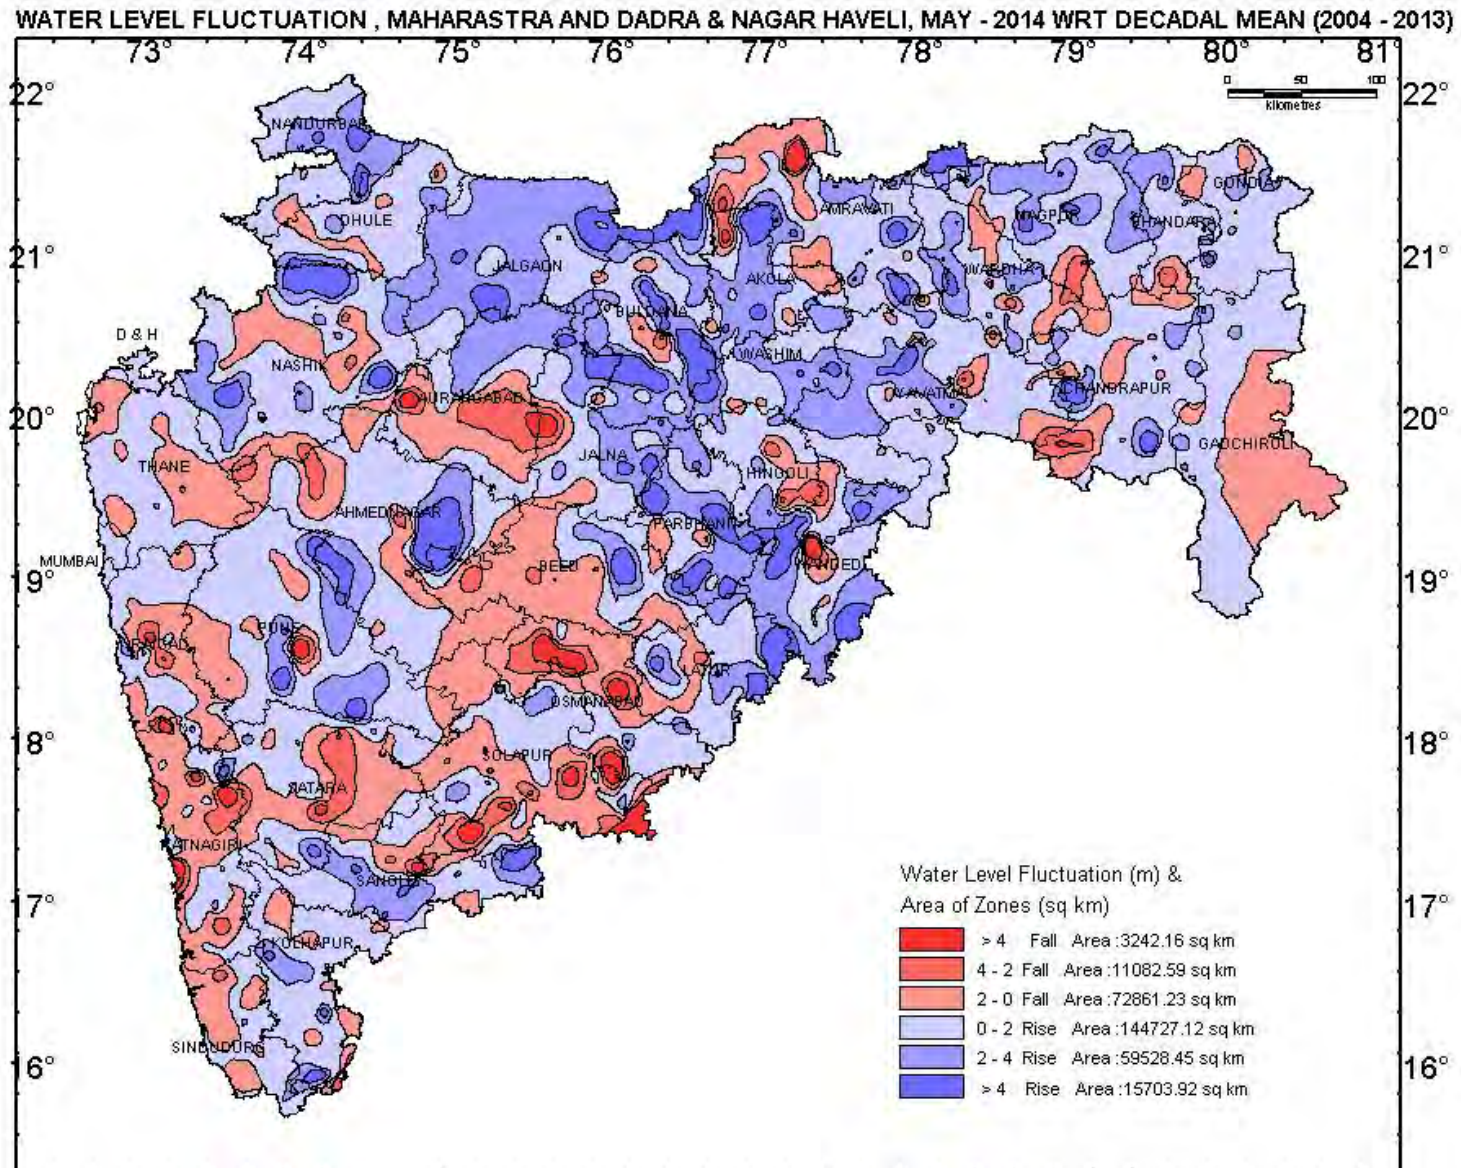 WATER LEVEL FLUCTUATION , MAHARASTRA AND DADRA & NAGAR HAVELI, MAY - 2014 WRT DECADAL MEAN (2004 - 2013)
73° 74° 75° 76° 77° 78° 79° 80° 81°
0 50 100
kilometres
22° 22°
NANDURBAR
GONDIA
DHULE
AMRAVATI
NAGPUR
BHANDARA
21° 21°
JALGAON
AKOLA
WARDHA
BULDANA
D & H
NASHIK
WASHIM
YAVATMAL
CHANDRAPUR
AURANGABAD
20° 20°
GADCHIROLI
THANE
JALNA
HINGOLI
AHMEDNAGAR
PARBHANI
MUMBAI
BEED
NANDED
19° 19°
PUNE
RAIGAD
LATUR
OSMANABAD
18° 18°
SOLAPUR
SATARA
RATNAGIRI
SANGLI
17° 17°
KOLHAPUR
SINDUDURG
16° 16°
Water Level Fluctuation (m) &
Area of Zones (sq km)
> 4 Fall Area :3242.16 sq km
4 - 2 Fall Area :11082.59 sq km
2 - 0 Fall Area :72861.23 sq km
0 - 2 Rise Area :144727.12 sq km
2 - 4 Rise Area :59528.45 sq km
> 4 Rise Area :15703.92 sq km